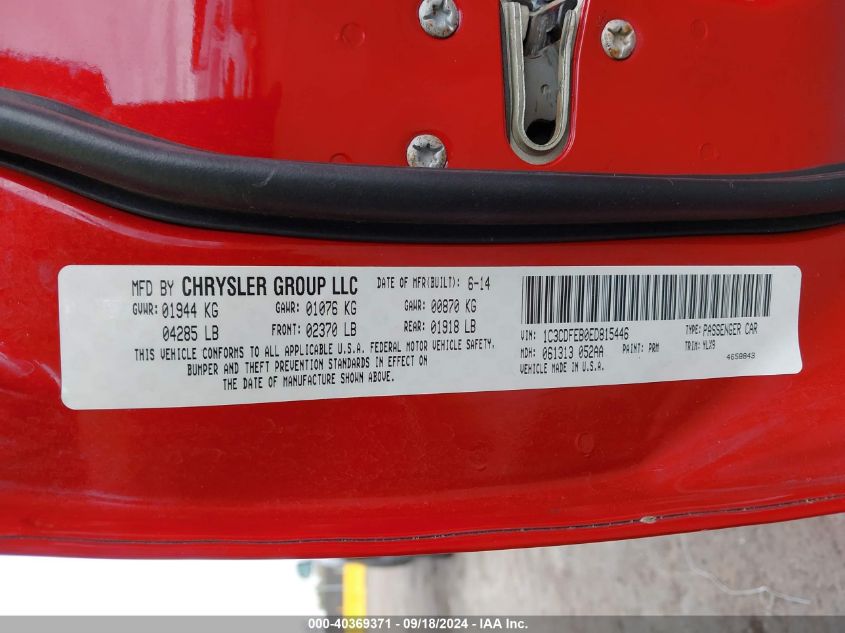 MFD BY CHRYSLER GROUP LLC DATE OF MFR(BUILT): 6-14
GVWR: 01944 KG GAWR: 01076 KG GAWR: 00870 KG
04285 LB FRONT: 02370 LB REAR: 01918 LB
THIS VEHICLE CONFORMS TO ALL APPLICABLE U.S.A. FEDERAL MOTOR VEHICLE SAFETY,
BUMPER AND THEFT PREVENTION STANDARDS IN EFFECT ON
THE DATE OF MANUFACTURE SHOWN ABOVE.
VIN: 1C3CDFEB0ED815446 TYPE: PASSENGER CAR
MDH: 061313 052AA PAINT: PRM TRIM: YLX9
VEHICLE MADE IN U.S.A. 4659843
000-40369371 - 09/18/2024 - IAA Inc.